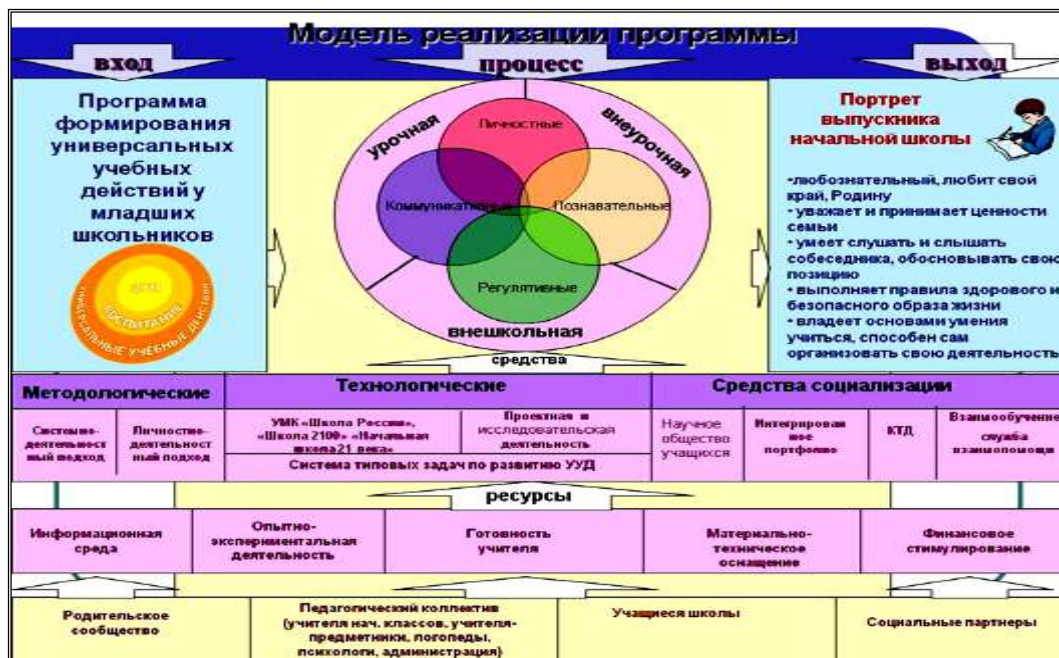 Модель реализации программы
вход
процесс
выход
Программа
формирования
универсальных
учебных
действий у
младших
школьников
ВОСПИТАНИЕ
УНИВЕРСАЛЬНЫЕ УЧЕБНЫЕ ДЕЙСТВИЯ
урочная
внеурочная
Личностные
Коммуникативные
Познавательные
Регулятивные
внешкольная
Портрет
выпускника
начальной школы
•любознательный, любит свой
край, Родину
• уважает и принимает ценности
семьи
• умеет слушать и слышать
собеседника, обосновывать свою
позицию
• выполняет правила здорового и
безопасного образа жизни
• владеет основами умения
учиться, способен сам
организовать свою деятельность
средства
Методологические
Технологические
Средства социализации
Системно-
деятельност
ный подход
Личностно-
деятельност
ный подход
УМК «Школа России»,
«Школа 2100» «Начальная
школа 21 века»
Проектная и
исследовательская
деятельность
Система типовых задач по развитию УУД
Научное
общество
учащихся
Интегрирован
ное
портфолио
КТД
Взаимообучение
служба
взаимопомощи
ресурсы
Информационная
среда
Опытно-
экспериментальная
деятельность
Готовность
учителя
Материально-
техническое
оснащение
Финансовое
стимулирование
Родительское
сообщество
Педагогический коллектив
(учителя нач. классов, учителя-
предметники, логопеды,
психологи, администрация)
Учащиеся школы
Социальные партнеры